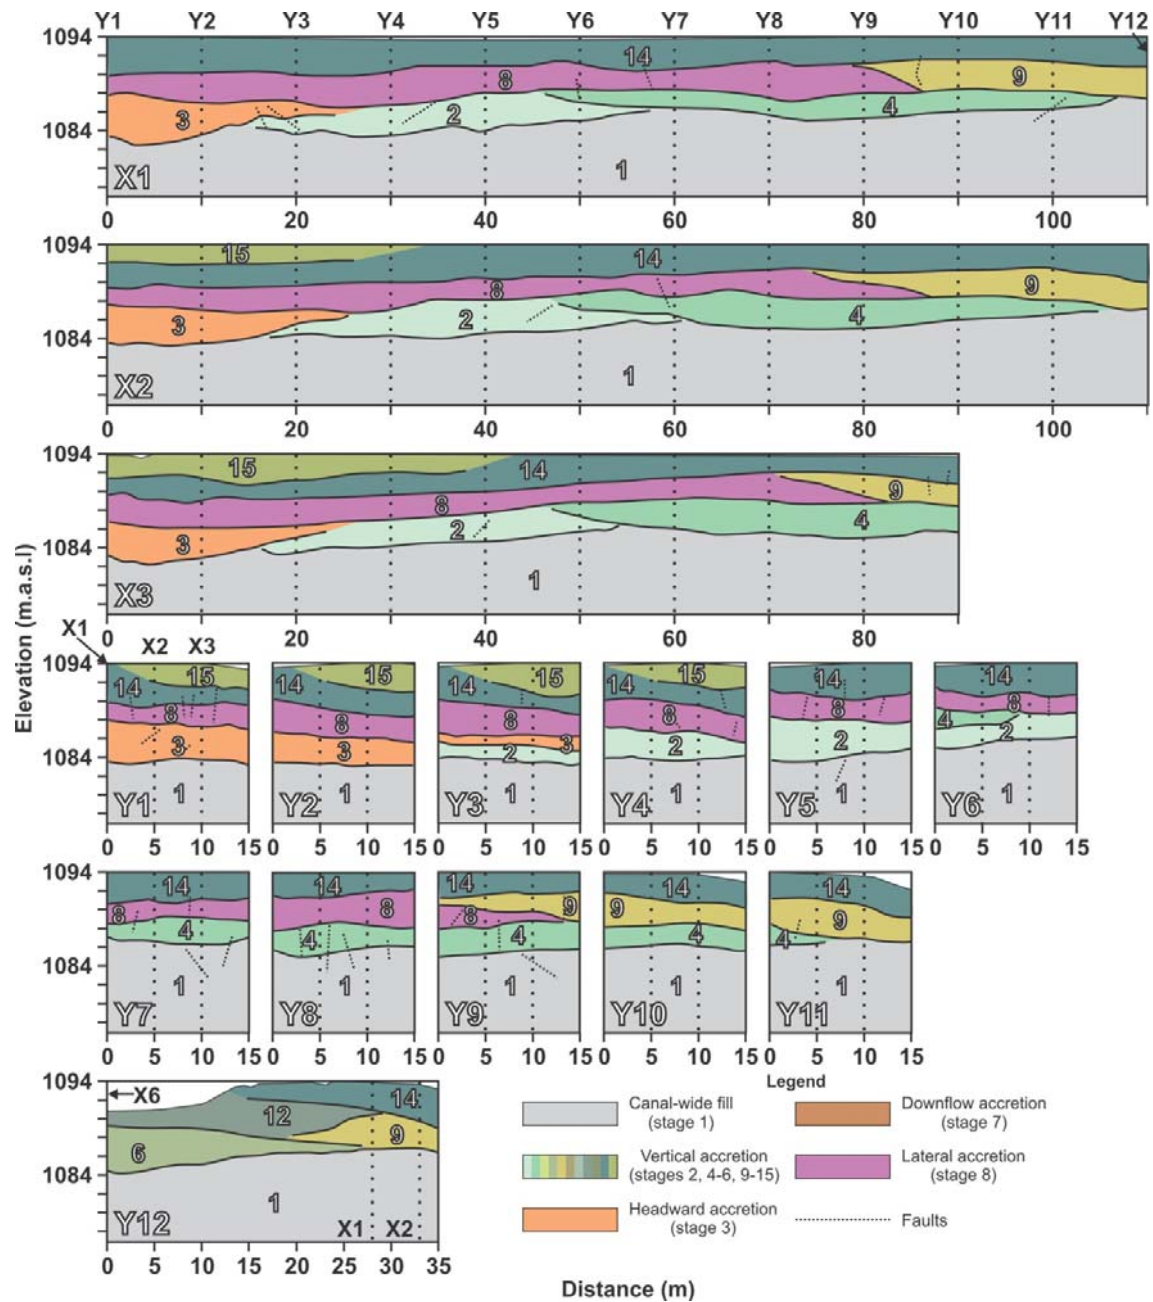 Y1 Y2 Y3 Y4 Y5 Y6 Y7 Y8 Y9 Y10 Y11 Y12
1094
14
8
9
3
2
4
1084
1
X1
0 20 40 60 80 100
1094
15
14
8
9
3
2
4
1084
1
X2
0 20 40 60 80 100
1094
15
14
8
9
3
2
4
1084
1
X3
0 20 40 60 80
Elevation (m.a.s.l)
X1
X2 X3
1094
14 15 14 15 14 15 14 15 14 14
8 8 8 8 8 8
3 3 3 2 2 2 4 2
1084
1 1 1 1 1 1
Y1 Y2 Y3 Y4 Y5 Y6
0 5 10 15 0 5 10 15 0 5 10 15 0 5 10 15 0 5 10 15 0 5 10 15
1094
14 14 14 14 14
8 8 8 9 9 9
4 4 4 4 4
1084
1 1 1 1 1
Y7 Y8 Y9 Y10 Y11
0 5 10 15 0 5 10 15 0 5 10 15 0 5 10 15 0 5 10 15
1094
X6
14
12
9
6
1084
1
Y12
X1 X2
0 5 10 15 20 25 30 35
Distance (m)
Legend
Canal-wide fill
(stage 1)
Vertical accretion
(stages 2, 4-6, 9-15)
Headward accretion
(stage 3)
Downflow accretion
(stage 7)
Lateral accretion
(stage 8)
Faults